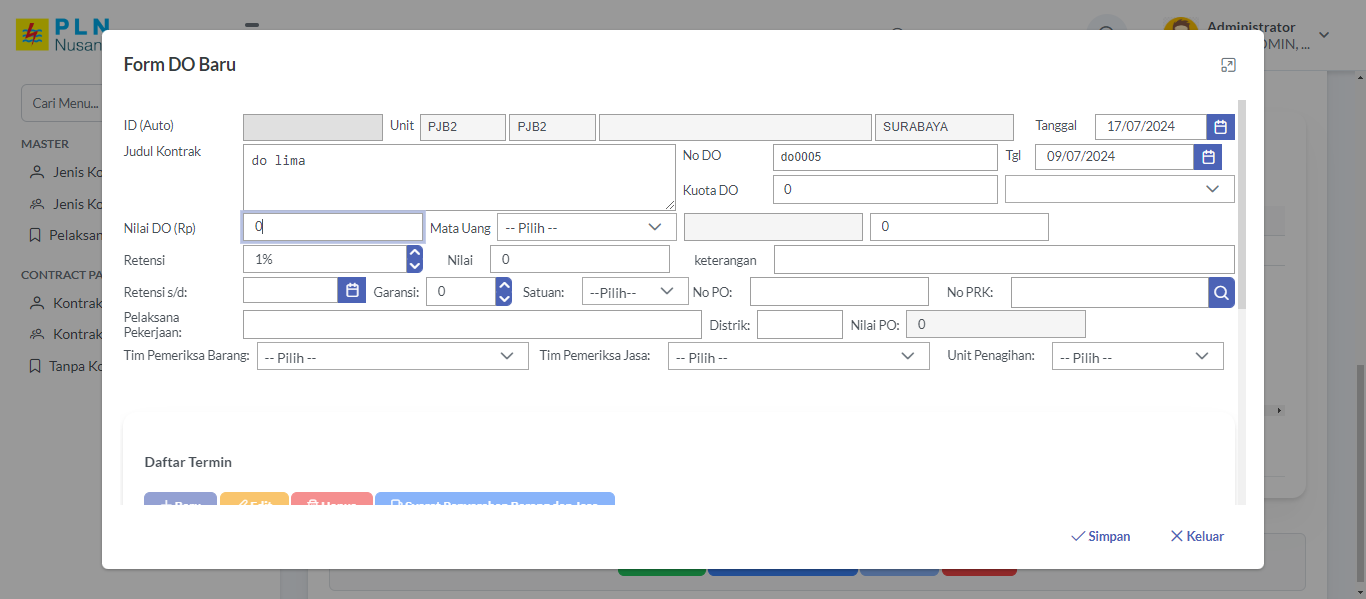 PLN
Nusan
Administrator
DMIN, ...
Form DO Baru
Cari Menu...
MASTER
Jenis Ko
Jenis Ko
Pelaksan
CONTRACT PA
Kontrak
Kontrak
Tanpa Ko
ID (Auto) Unit PJB2 PJB2 SURABAYA Tanggal 17/07/2024
Judul Kontrak do lima No DO do0005 Tgl 09/07/2024
Kuota DO 0
Nilai DO (Rp) 0 Mata Uang -- Pilih -- 0
Retensi 1% Nilai 0 keterangan
Retensi s/d: Garansi: 0 Satuan: --Pilih-- No PO: No PRK:
Pelaksana
Pekerjaan: Distrik: Nilai PO: 0
Tim Pemeriksa Barang: -- Pilih -- Tim Pemeriksa Jasa: -- Pilih -- Unit Penagihan: -- Pilih --
Daftar Termin
Baru Edit Hapus
Simpan Keluar